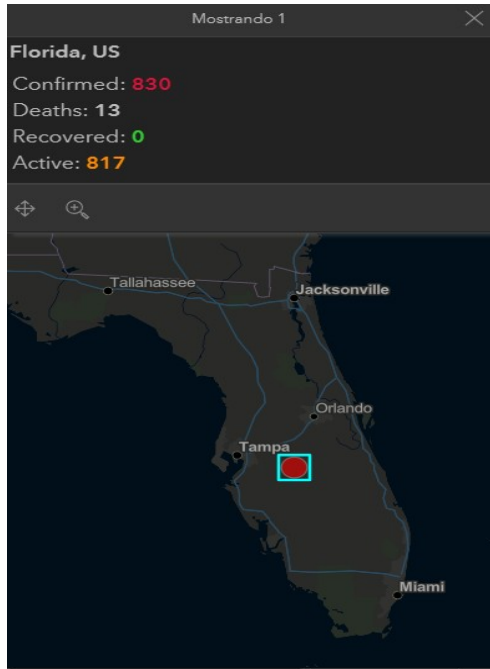 Mostrando 1
Florida, US
Confirmed: 830
Deaths: 13
Recovered: 0
Active: 817
Tallahassee
Jacksonville
Orlando
Tampa
Miami